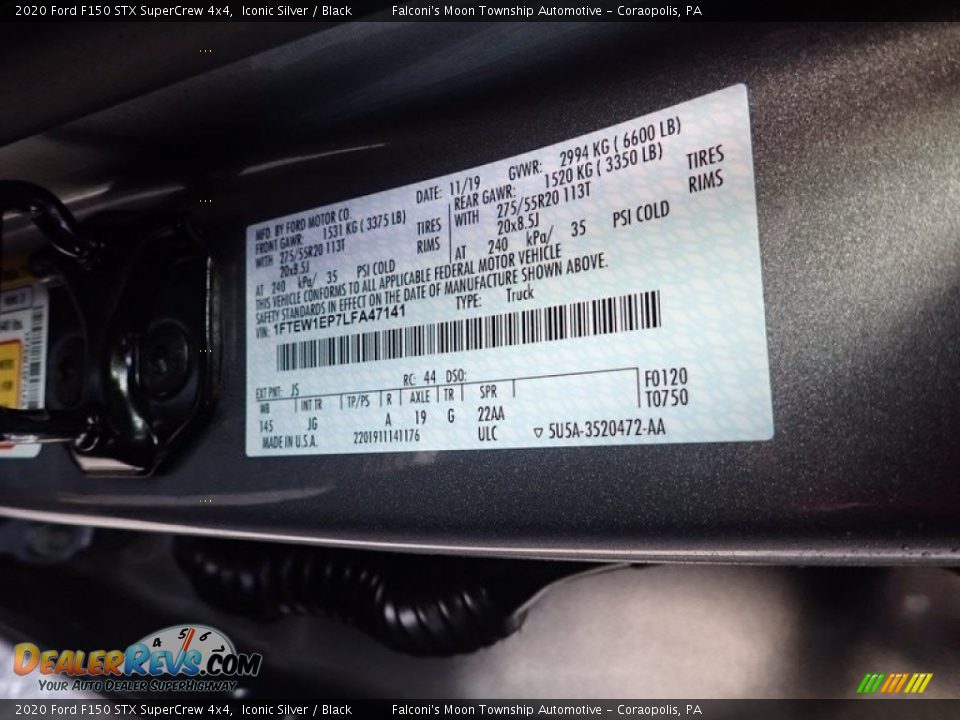 2020 Ford F150 STX SuperCrew 4x4, Iconic Silver / Black Falconi's Moon Township Automotive - Coraopolis, PA
MFD. BY FORD MOTOR CO. DATE: 11/19 GVWR: 2994 KG ( 6600 LB)
FRONT GAWR: 1531 KG ( 3375 LB) REAR GAWR: 1520 KG ( 3350 LB)
WITH 275/55R20 113T TIRES WITH 275/55R20 113T TIRES
20x8.5J RIMS 20x8.5J RIMS
AT 240 kPa/ 35 PSI COLD AT 240 kPa/ 35 PSI COLD
THIS VEHICLE CONFORMS TO ALL APPLICABLE FEDERAL MOTOR VEHICLE
SAFETY STANDARDS IN EFFECT ON THE DATE OF MANUFACTURE SHOWN ABOVE.
VIN: 1FTEW1EP7LFA47141 TYPE: Truck
EXT PNT: JS RC: 44 DSO:
WB INT TR TP/PS R AXLE TR SPR F0120
145 JG A 19 G 22AA T0750
MADE IN U.S.A. 2201911141176 ULC ▽ 5U5A-3520472-AA
4 5 6
DEALERREVS.COM
YOUR AUTO DEALER SUPERHIGHWAY
2020 Ford F150 STX SuperCrew 4x4, Iconic Silver / Black Falconi's Moon Township Automotive - Coraopolis, PA